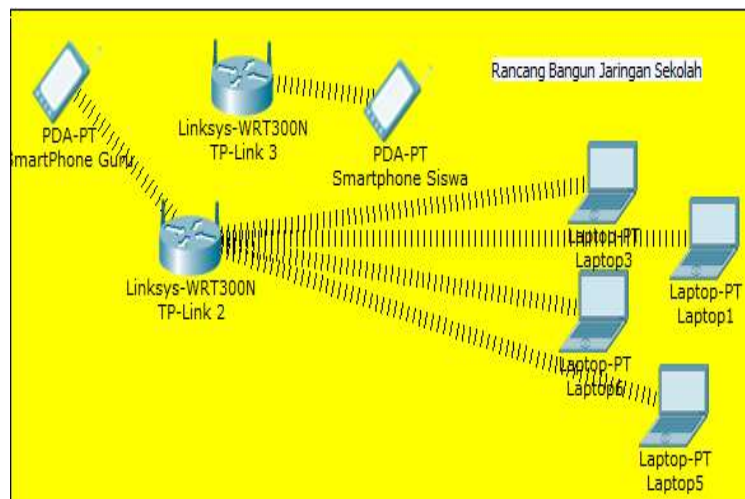 Rancang Bangun Jaringan Sekolah
PDA-PT
SmartPhone Guru
Linksys-WRT300N
TP-Link 3
PDA-PT
Smartphone Siswa
Linksys-WRT300N
TP-Link 2
Laptop-PT
Laptop3
Laptop-PT
Laptop1
Laptop-PT
Laptop6
Laptop-PT
Laptop5